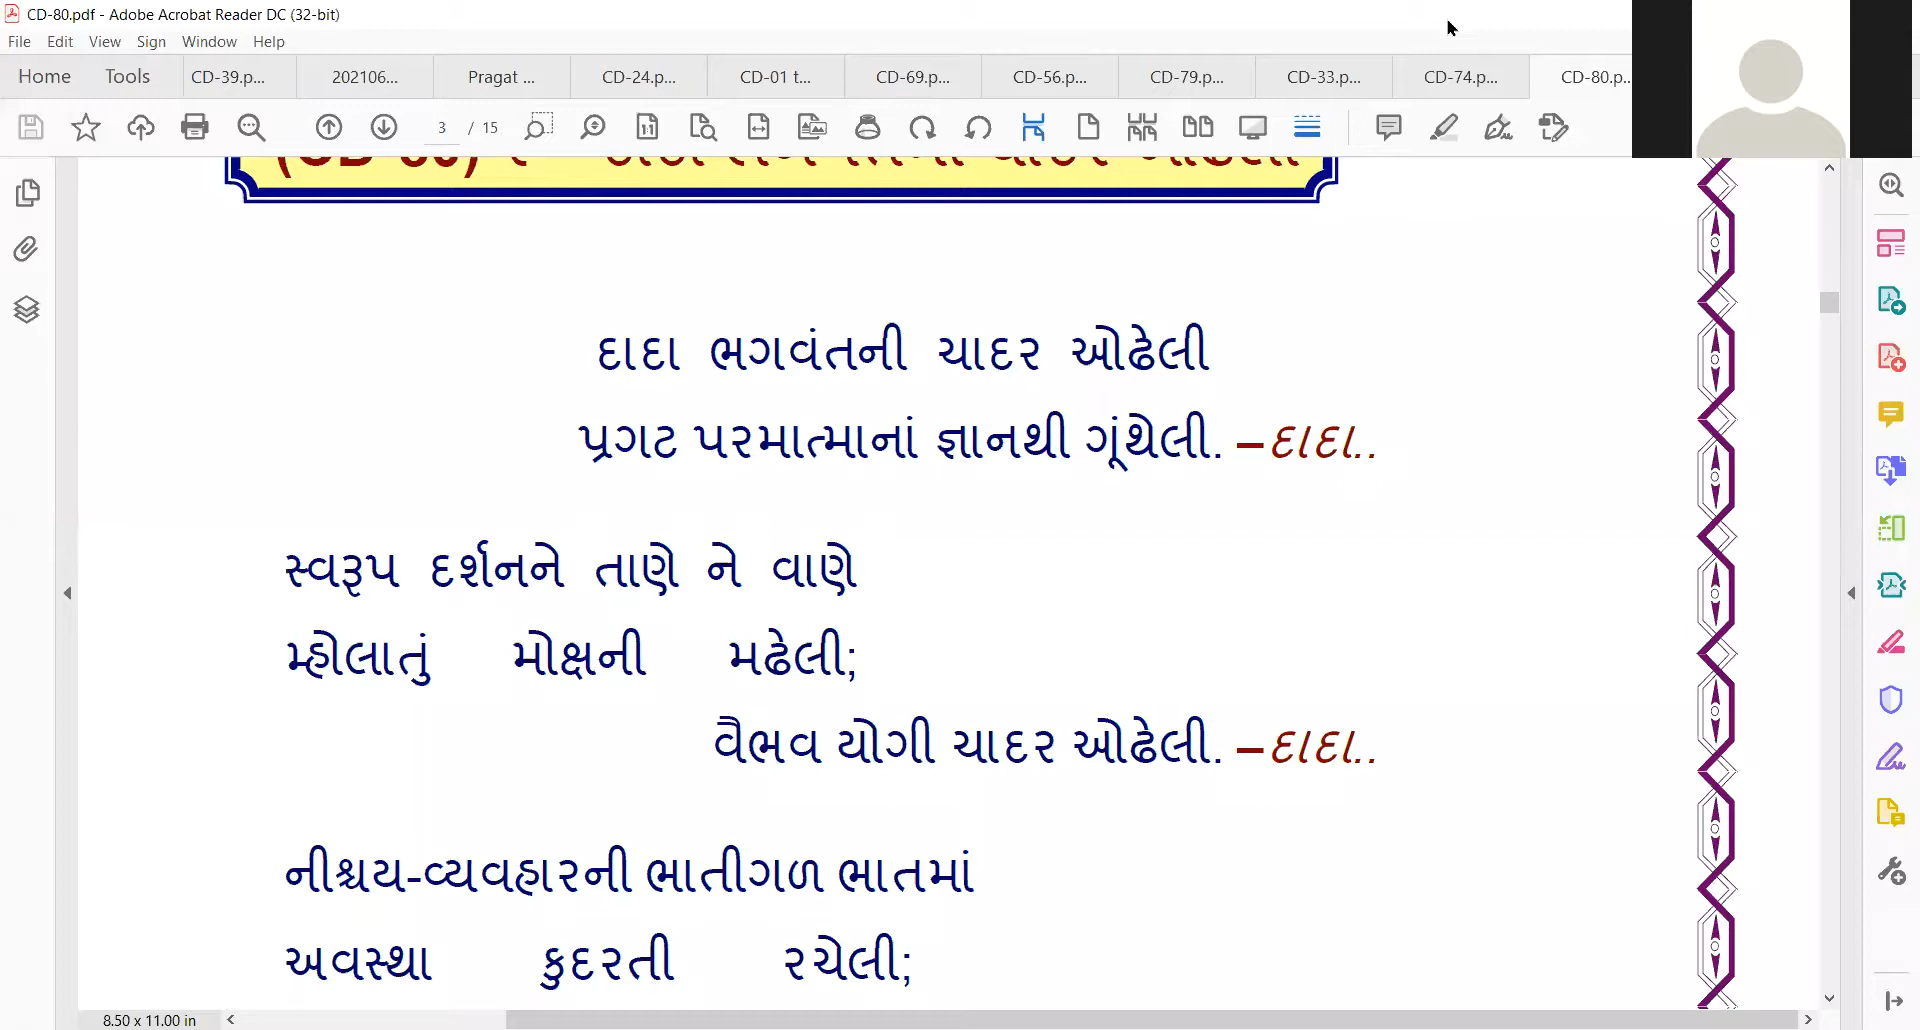 CD-80.pdf - Adobe Acrobat Reader DC (32-bit)
File Edit View Sign Window Help
Home Tools CD-39.p... 202106... Pragat ... CD-24.p... CD-01 t... CD-69.p... CD-56.p... CD-79.p... CD-33.p... CD-74.p... CD-80.p...
3 / 15
દાદા ભગવંતની ચાદર ઓઢેલી
પ્રગટ પરમાત્માનાં જ્ઞાનથી ગૂંથેલી. –દાદા..
સ્વરૂપ દર્શનને તાણે ને વાણે
મ્હોલાતું મોક્ષની મઢેલી;
વૈભવ યોગી ચાદર ઓઢેલી. –દાદા..
નીશ્ચય-વ્યવહારની ભાતીગળ ભાતમાં
અવસ્થા કુદરતી રચેલી;
8.50 x 11.00 in